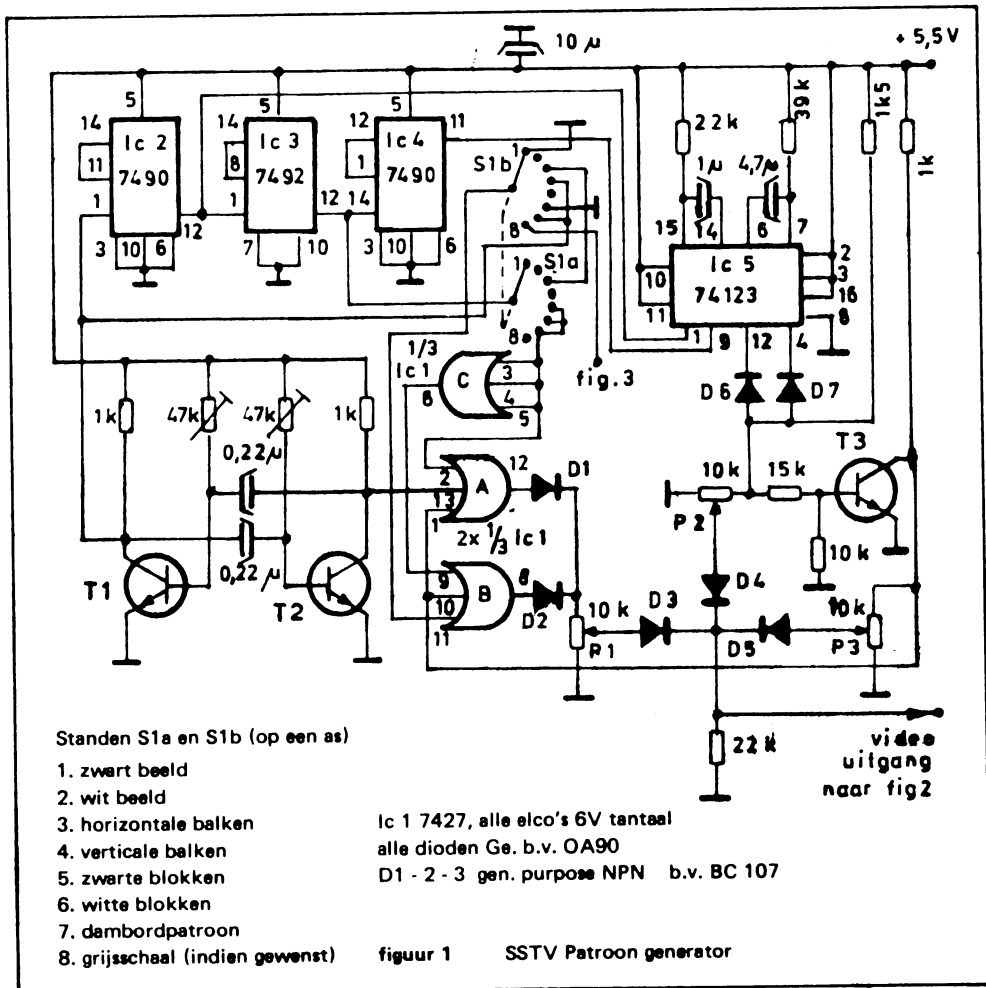 10 µ
+ 5,5V
5
5
5
14
Ic 2
11
7490
1
3
10
6
12
14
Ic 3
8
7492
1
7
10
12
12
Ic 4
11
1
7490
14
3
10
6
S1b
1
8
S1a
1
8
22k
39k
1k5
1k
1µ
4,7µ
15
14
6
7
Ic 5
74123
10
11
2
3
16
8
1
9
12
4
fig.3
D6
D7
1/3
Ic1
C
6
3
4
5
1k
47k
47k
1k
0,22µ
0,22µ
T1
T2
A
2
13
1
12
D1
2x 1/3 Ic1
B
9
10
11
8
D2
10k
P1
D3
10k
P2
15k
T3
10k
D4
D5
10k
P3
22k
video
uitgang
naar fig2
Standen S1a en S1b (op een as)
1. zwart beeld
2. wit beeld
3. horizontale balken
4. verticale balken
5. zwarte blokken
6. witte blokken
7. dambordpatroon
8. grijsschaal (indien gewenst)
Ic 1 7427, alle elco's 6V tantaal
alle dioden Ge. b.v. OA90
D1 - 2 - 3 gen. purpose NPN b.v. BC 107
figuur 1 SSTV Patroon generator